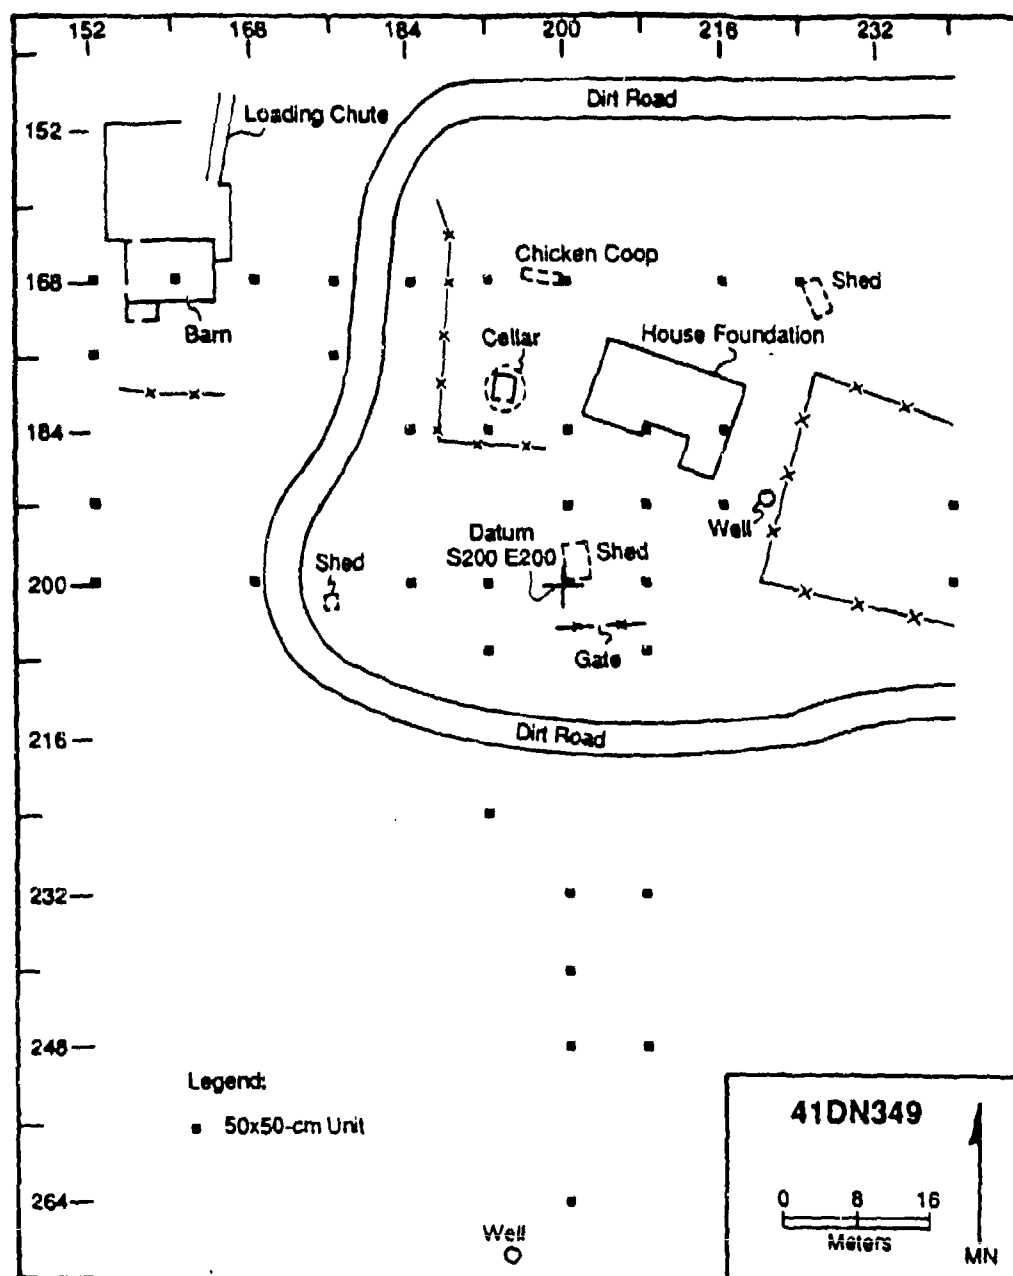 152 168 184 200 216 232
Dirt Road
Loading Chute
152
Chicken Coop
168
Shed
Barn
Cellar
House Foundation
184
Datum
S200 E200
Shed
Well
Shed
200
Gate
216
Dirt Road
232
248
Legend:
50x50-cm Unit
41DN349
264
0 8 16
Meters
MN
Well